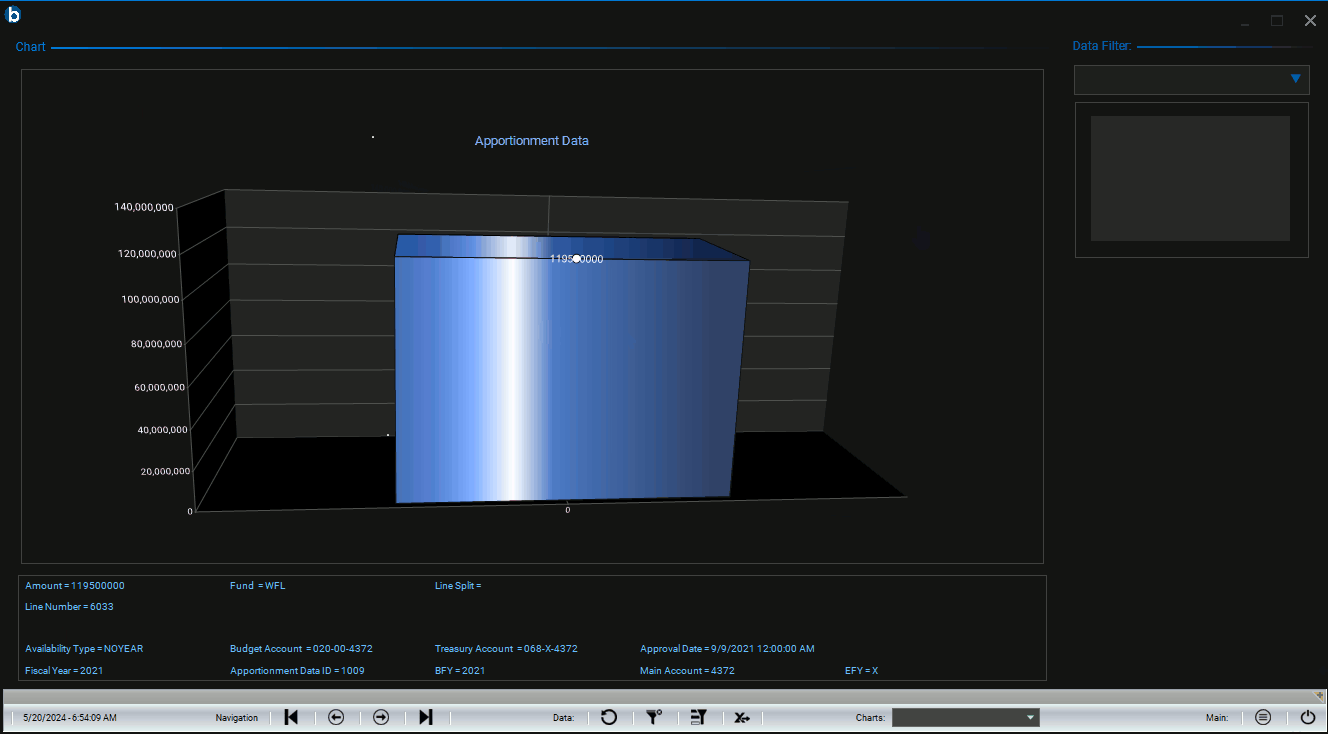 b
Chart
Data Filter:
Apportionment Data
140,000,000
120,000,000
100,000,000
80,000,000
60,000,000
40,000,000
20,000,000
0
119500000
0
Amount = 119500000 Fund = WFL Line Split =
Line Number = 6033
Availability Type = NOYEAR Budget Account = 020-00-4372 Treasury Account = 068-X-4372 Approval Date = 9/9/2021 12:00:00 AM
Fiscal Year = 2021 Apportionment Data ID = 1009 BFY = 2021 Main Account = 4372 EFY = X
5/20/2024 - 6:54:09 AM Navigation Data: Charts: Main: